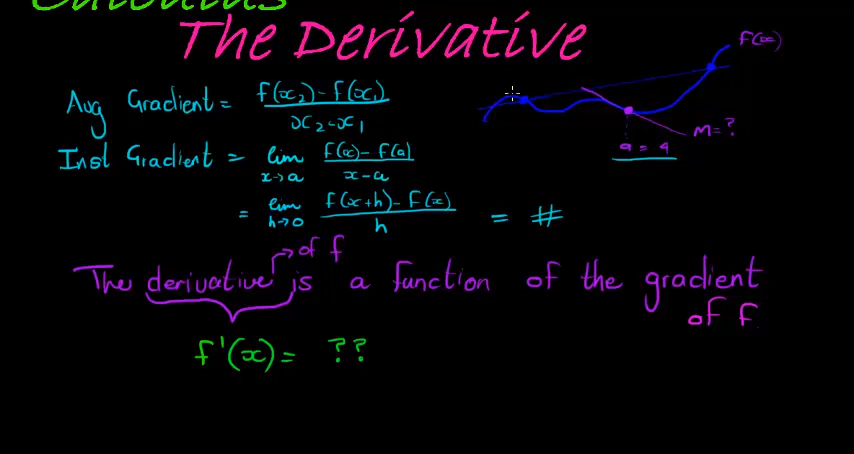 Calculus
The Derivative
f(x)
Avg Gradient = f(x₂) - f(x₁) / x₂ - x₁
m = ?
a = 4
Inst Gradient = lim x→a f(x) - f(a) / x - a
= lim h→0 f(x+h) - f(x) / h = #
of f
The derivative is a function of the gradient
of f
f'(x) = ??